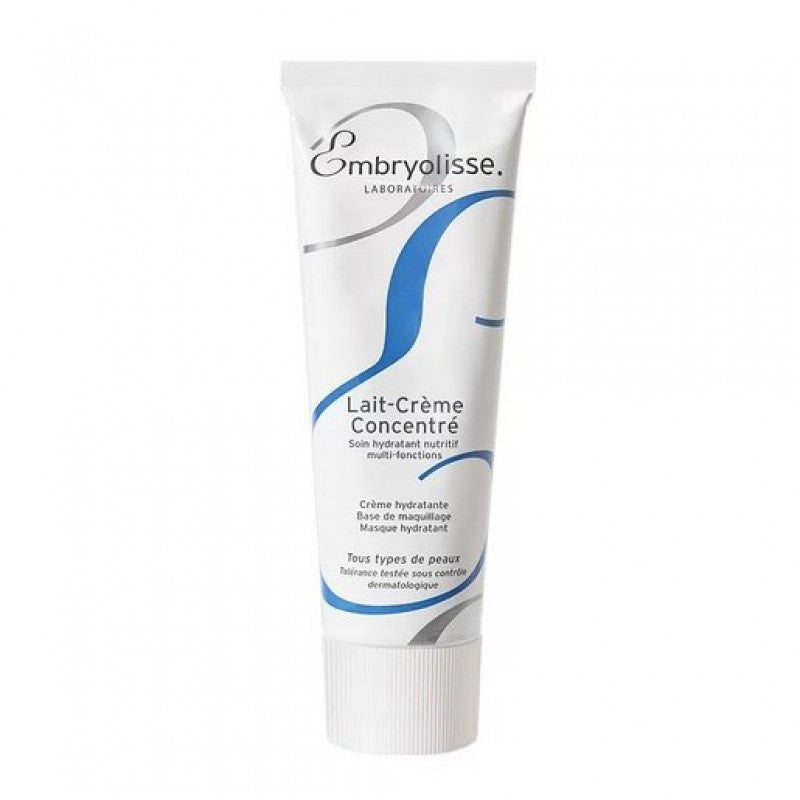 Embryolisse.
LABORATOIRES
Lait-Crème
Concentré
Soin hydratant nutritif
multi-fonctions
Crème hydratante
Base de maquillage
Masque hydratant
Tous types de peaux
Tolérance testée sous contrôle
dermatologique